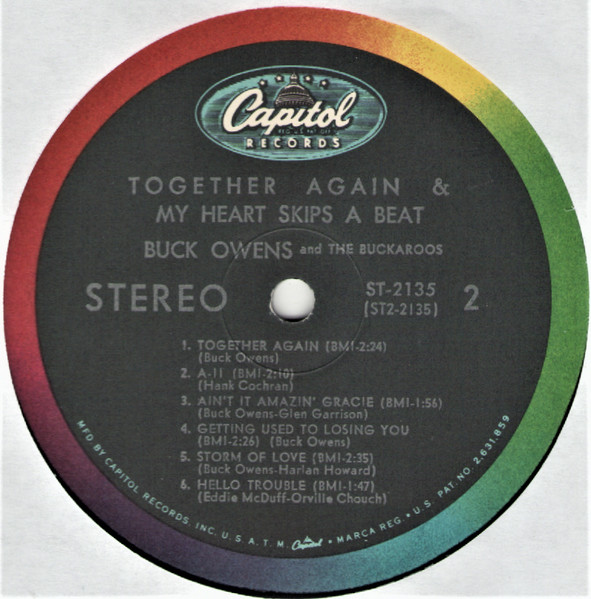 Capitol
REG. U.S. PAT. OFF.
RECORDS
TOGETHER AGAIN &
MY HEART SKIPS A BEAT
BUCK OWENS and THE BUCKAROOS
STEREO
ST-2135
(ST2-2135)
2
1. TOGETHER AGAIN (BMI-2:24)
(Buck Owens)
2. A-11 (BMI-2:10)
(Hank Cochran)
3. AIN'T IT AMAZIN' GRACIE (BMI-1:56)
(Buck Owens-Glen Garrison)
4. GETTING USED TO LOSING YOU
(BMI-2:26) (Buck Owens)
5. STORM OF LOVE (BMI-2:35)
(Buck Owens-Harlan Howard)
6. HELLO TROUBLE (BMI-1:47)
(Eddie McDuff-Orville Chouch)
MFD. BY CAPITOL RECORDS, INC. U.S.A. T.M. Capitol • MARCA REG. • U.S. PAT. NO. 2,631,859